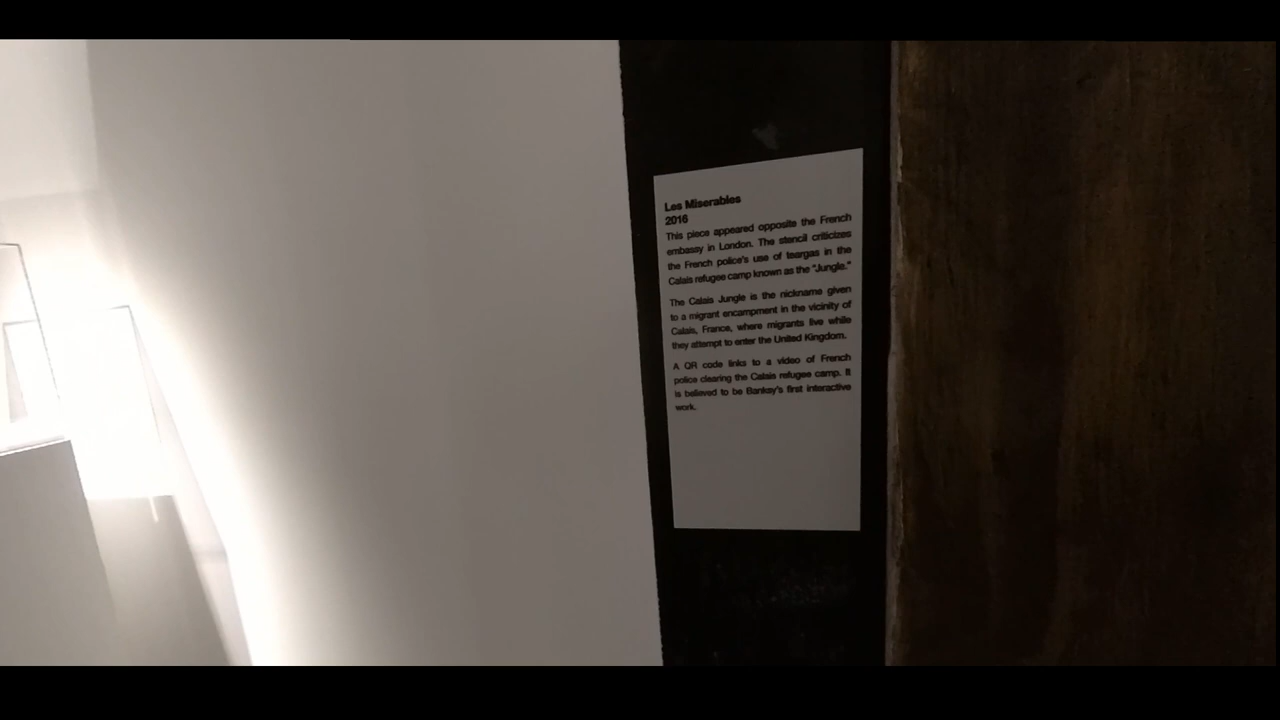 Les Miserables
2016
This piece appeared opposite the French
embassy in London. The stencil criticizes
the French police's use of teargas in the
Calais refugee camp known as the "Jungle."
The Calais Jungle is the nickname given
to a migrant encampment in the vicinity of
Calais, France, where migrants live while
they attempt to enter the United Kingdom.
A QR code links to a video of French
police clearing the Calais refugee camp. It
is believed to be Banksy's first interactive
work.